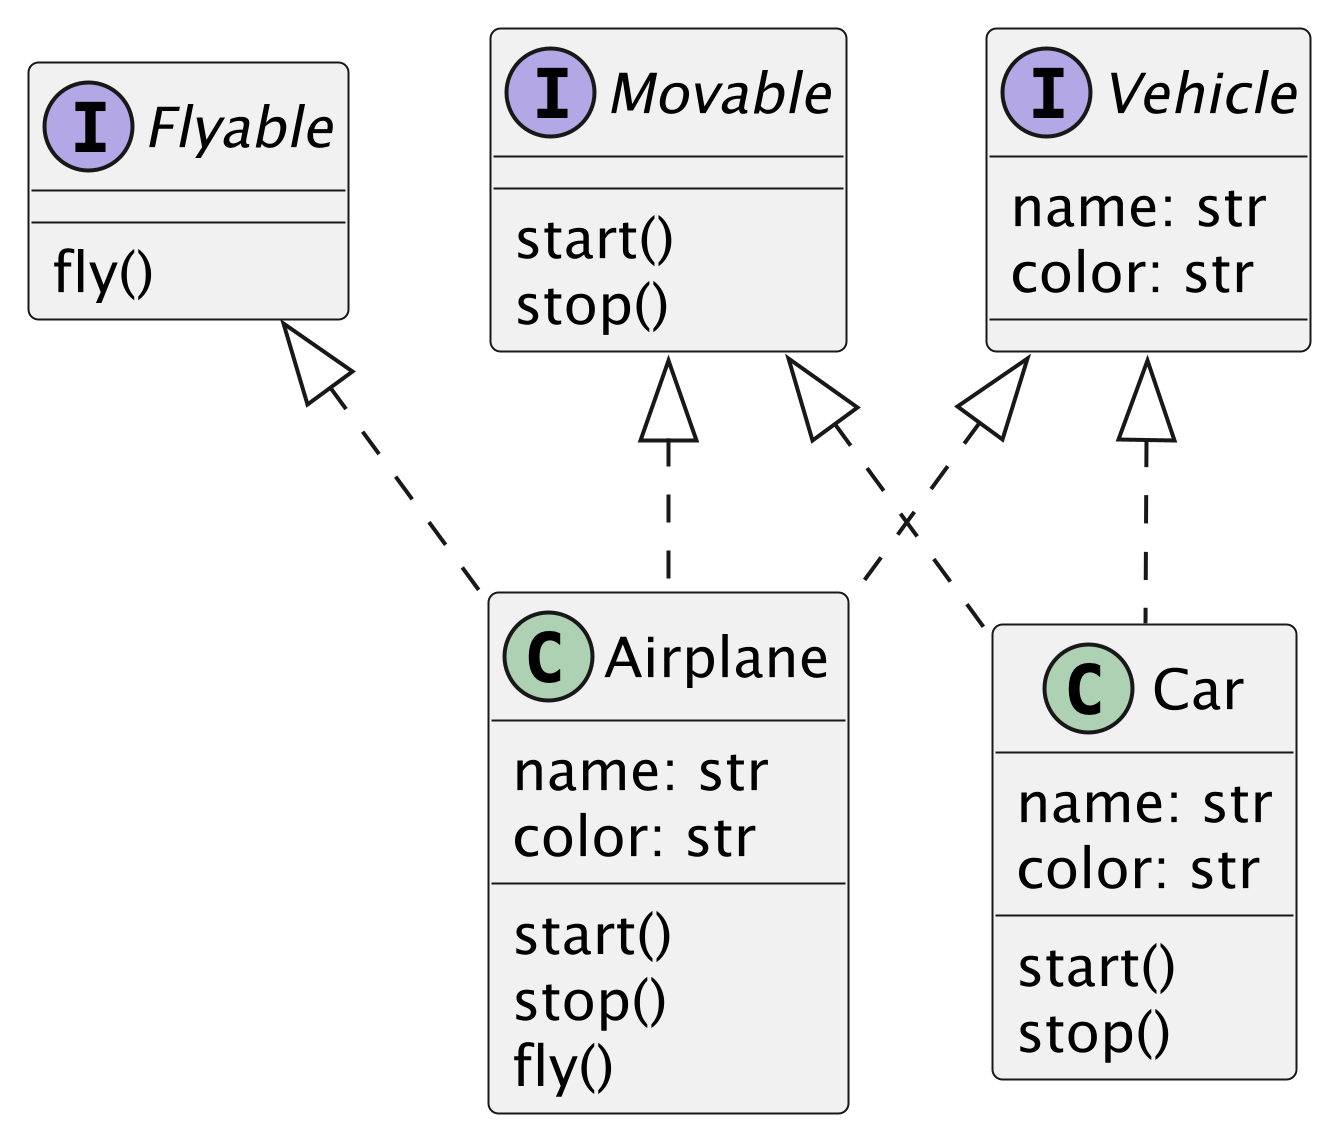 I Flyable
fly()
I Movable
start()
stop()
I Vehicle
name: str
color: str
C Airplane
name: str
color: str
start()
stop()
fly()
C Car
name: str
color: str
start()
stop()